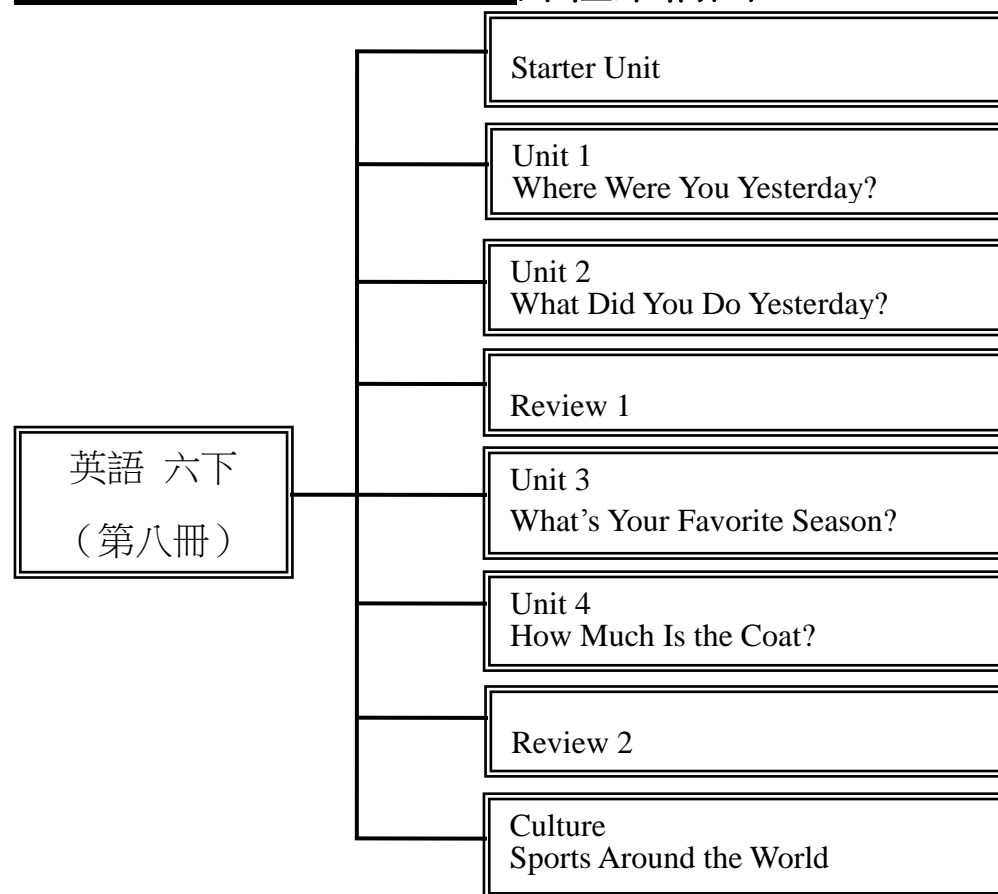 Starter Unit
Unit 1
Where Were You Yesterday?
Unit 2
What Did You Do Yesterday?
Review 1
英語 六下
（第八冊）
Unit 3
What’s Your Favorite Season?
Unit 4
How Much Is the Coat?
Review 2
Culture
Sports Around the World